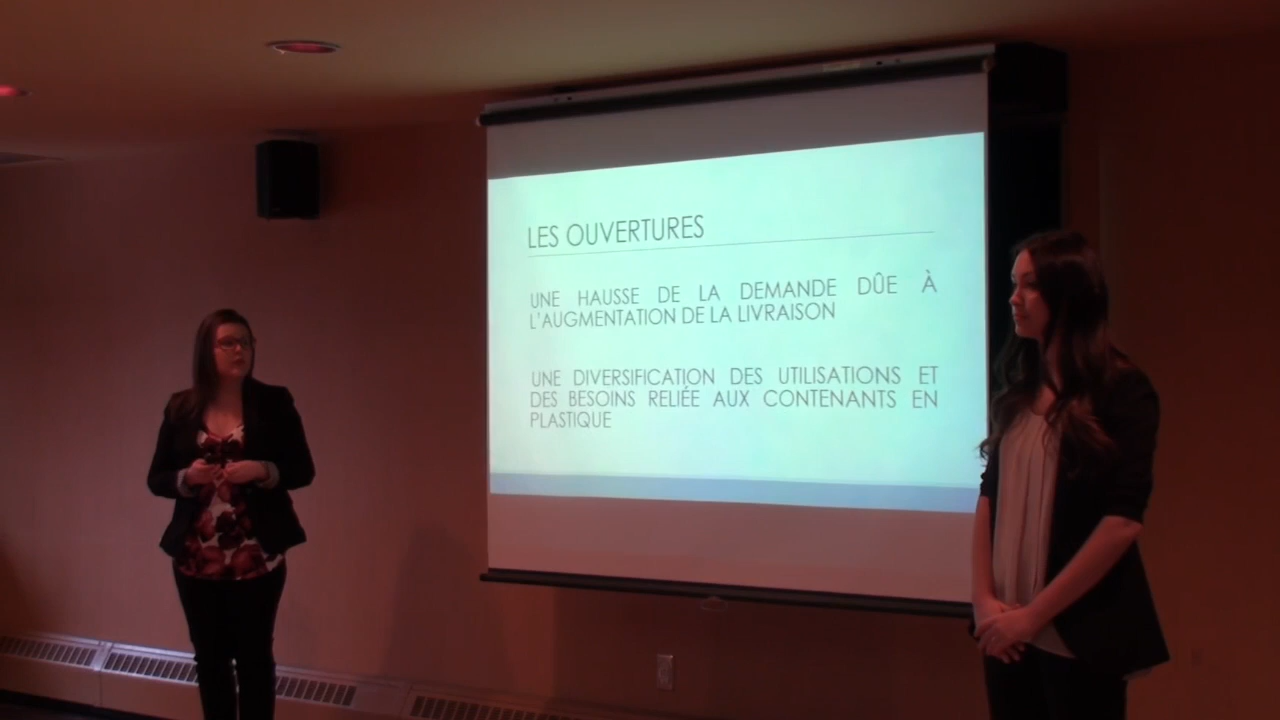 LES OUVERTURES
UNE HAUSSE DE LA DEMANDE DÛE À
L'AUGMENTATION DE LA LIVRAISON
UNE DIVERSIFICATION DES UTILISATIONS ET
DES BESOINS RELIÉE AUX CONTENANTS EN
PLASTIQUE